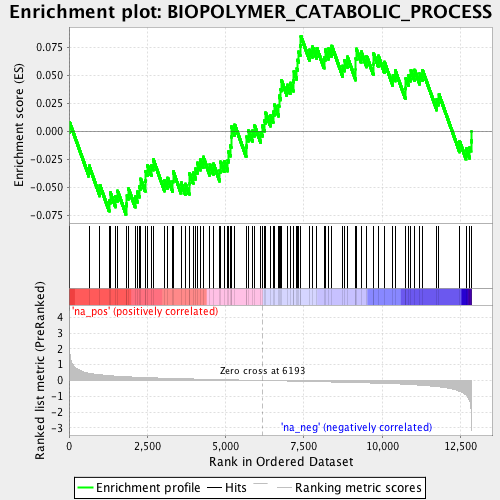 Enrichment plot: BIOPOLYMER_CATABOLIC_PROCESS
Enrichment score (ES)
0.075
0.050
0.025
0.000
-0.025
-0.050
-0.075
'na_pos' (positively correlated)
Ranked list metric (PreRanked)
4
3
2
1
0
-1
-2
-3
Zero cross at 6193
'na_neg' (negatively correlated)
0
2,500
5,000
7,500
10,000
12,500
Rank in Ordered Dataset
Enrichment profile
Hits
Ranking metric scores